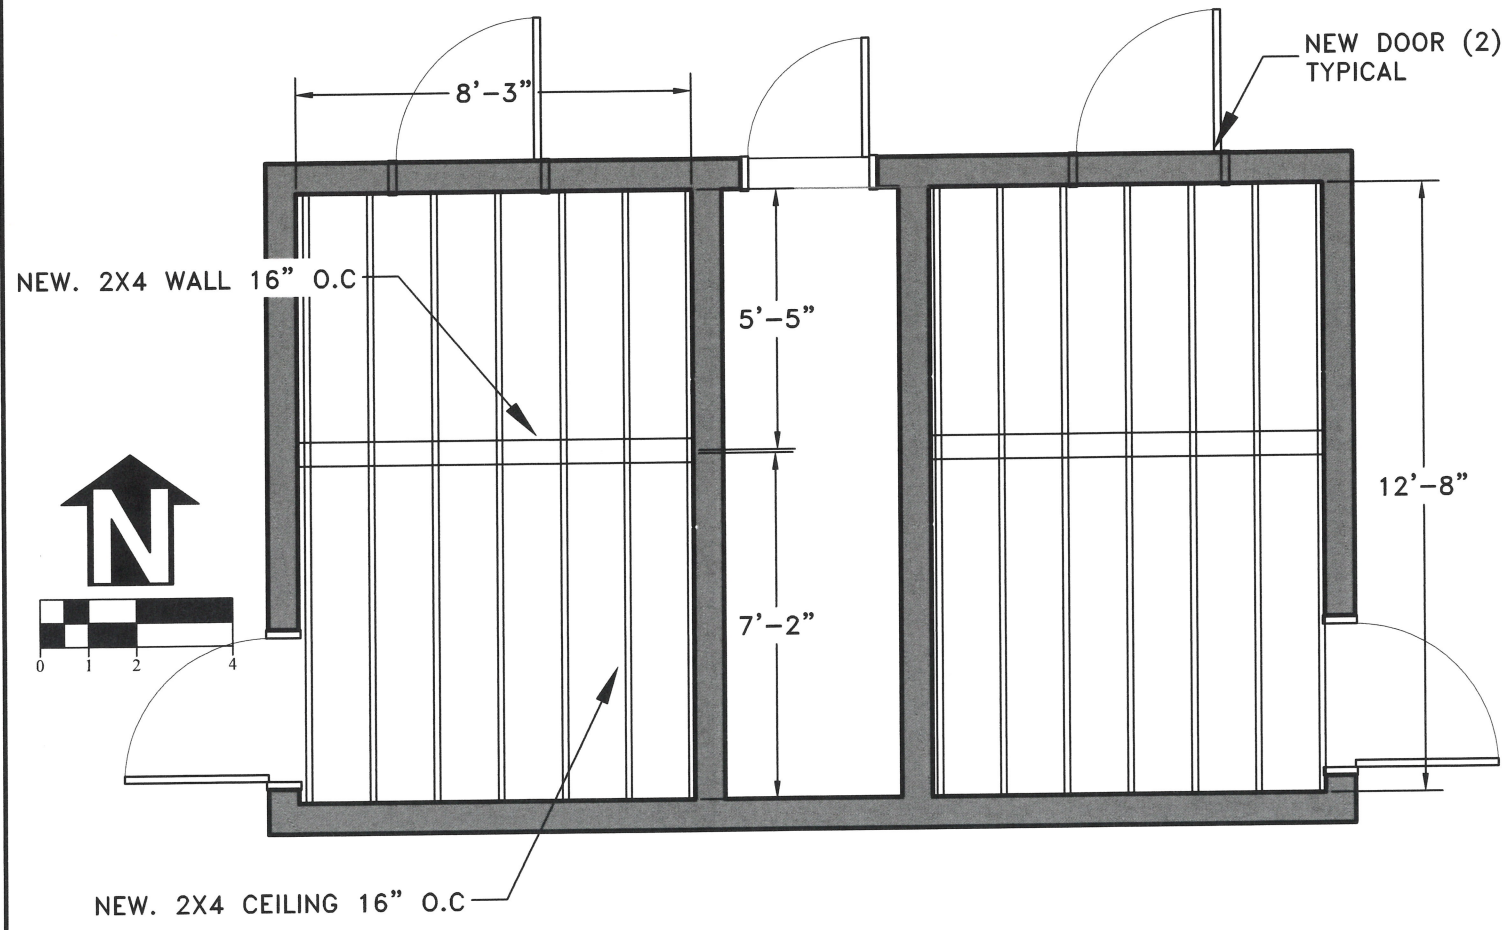 NEW DOOR (2)
TYPICAL
8'-3"
NEW. 2X4 WALL 16" O.C
5'-5"
12'-8"
N
7'-2"
0 1 2 4
NEW. 2X4 CEILING 16" O.C